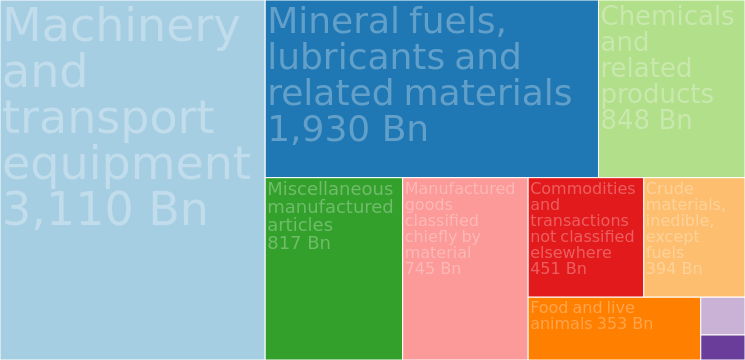 Machinery
and
transport
equipment
3,110 Bn
Mineral fuels,
lubricants and
related materials
1,930 Bn
Chemicals
and
related
products
848 Bn
Miscellaneous
manufactured
articles
817 Bn
Manufactured
goods
classified
chiefly by
material
745 Bn
Commodities
and
transactions
not classified
elsewhere
451 Bn
Crude
materials,
inedible,
except
fuels
394 Bn
Food and live
animals 353 Bn